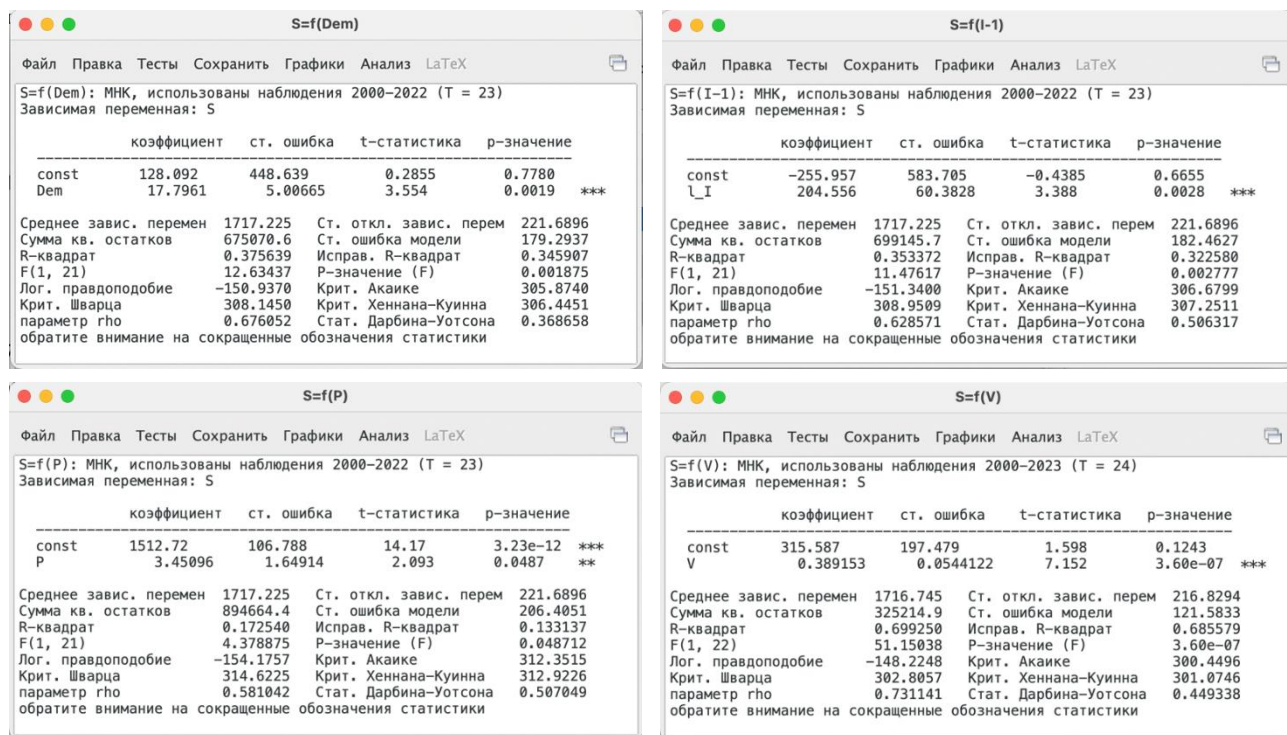 S=f(Dem)
Файл Правка Тесты Сохранить Графики Анализ LaTeX
S=f(Dem): МНК, использованы наблюдения 2000-2022 (T = 23)
Зависимая переменная: S
коэффициент ст. ошибка t-статистика p-значение
const 128.092 448.639 0.2855 0.7780
Dem 17.7961 5.00665 3.554 0.0019 ***
Среднее завис. перемен 1717.225 Ст. откл. завис. перем 221.6896
Сумма кв. остатков 675070.6 Ст. ошибка модели 179.2937
R-квадрат 0.375639 Исправ. R-квадрат 0.345907
F(1, 21) 12.63437 P-значение (F) 0.001875
Лог. правдоподобие −150.9370 Крит. Акаике 305.8740
Крит. Шварца 308.1450 Крит. Хеннана-Куинна 306.4451
параметр rho 0.676052 Стат. Дарбина-Уотсона 0.368658
обратите внимание на сокращенные обозначения статистики
S=f(I-1)
Файл Правка Тесты Сохранить Графики Анализ LaTeX
S=f(I-1): МНК, использованы наблюдения 2000-2022 (T = 23)
Зависимая переменная: S
коэффициент ст. ошибка t-статистика p-значение
const −255.957 583.705 −0.4385 0.6655
l_I 204.556 60.3828 3.388 0.0028 ***
Среднее завис. перемен 1717.225 Ст. откл. завис. перем 221.6896
Сумма кв. остатков 699145.7 Ст. ошибка модели 182.4627
R-квадрат 0.353372 Исправ. R-квадрат 0.322580
F(1, 21) 11.47617 P-значение (F) 0.002777
Лог. правдоподобие −151.3400 Крит. Акаике 306.6799
Крит. Шварца 308.9509 Крит. Хеннана-Куинна 307.2511
параметр rho 0.628571 Стат. Дарбина-Уотсона 0.506317
обратите внимание на сокращенные обозначения статистики
S=f(P)
Файл Правка Тесты Сохранить Графики Анализ LaTeX
S=f(P): МНК, использованы наблюдения 2000-2022 (T = 23)
Зависимая переменная: S
коэффициент ст. ошибка t-статистика p-значение
const 1512.72 106.788 14.17 3.23e-12 ***
P 3.45096 1.64914 2.093 0.0487 **
Среднее завис. перемен 1717.225 Ст. откл. завис. перем 221.6896
Сумма кв. остатков 894664.4 Ст. ошибка модели 206.4051
R-квадрат 0.172540 Исправ. R-квадрат 0.133137
F(1, 21) 4.378875 P-значение (F) 0.048712
Лог. правдоподобие −154.1757 Крит. Акаике 312.3515
Крит. Шварца 314.6225 Крит. Хеннана-Куинна 312.9226
параметр rho 0.581042 Стат. Дарбина-Уотсона 0.507049
обратите внимание на сокращенные обозначения статистики
S=f(V)
Файл Правка Тесты Сохранить Графики Анализ LaTeX
S=f(V): МНК, использованы наблюдения 2000-2023 (T = 24)
Зависимая переменная: S
коэффициент ст. ошибка t-статистика p-значение
const 315.587 197.479 1.598 0.1243
V 0.389153 0.0544122 7.152 3.60e-07 ***
Среднее завис. перемен 1716.745 Ст. откл. завис. перем 216.8294
Сумма кв. остатков 325214.9 Ст. ошибка модели 121.5833
R-квадрат 0.699250 Исправ. R-квадрат 0.685579
F(1, 22) 51.15038 P-значение (F) 3.60e-07
Лог. правдоподобие −148.2248 Крит. Акаике 300.4496
Крит. Шварца 302.8057 Крит. Хеннана-Куинна 301.0746
параметр rho 0.731141 Стат. Дарбина-Уотсона 0.449338
обратите внимание на сокращенные обозначения статистики